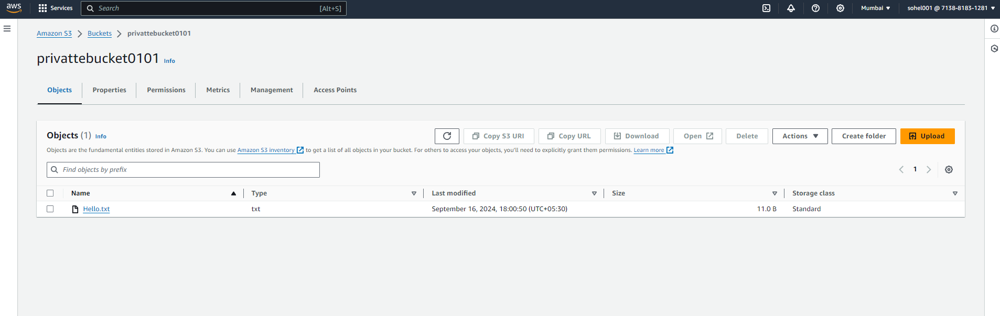 aws Services Search [Alt+S] Mumbai sohel001 @ 7138-8183-1281
Amazon S3 Buckets privattebucket0101
privattebucket0101 Info
Objects Properties Permissions Metrics Management Access Points
Objects (1) Info Copy S3 URI Copy URL Download Open Delete Actions Create folder Upload
Objects are the fundamental entities stored in Amazon S3. You can use Amazon S3 inventory to get a list of all objects in your bucket. For others to access your objects, you'll need to explicitly grant them permissions. Learn more
Find objects by prefix 1
Name Type Last modified Size Storage class
Hello.txt txt September 16, 2024, 18:00:50 (UTC+05:30) 11.0 B Standard